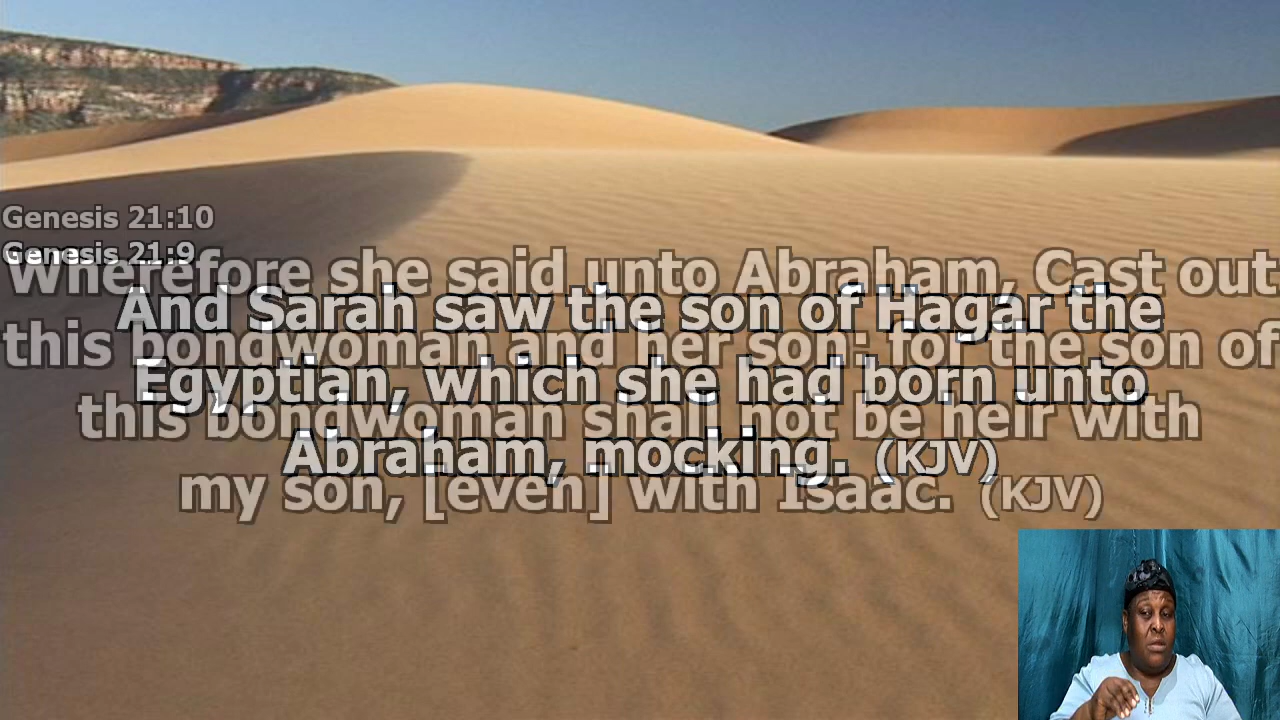 Genesis 21:10
Genesis 21:9
Wherefore she said unto Abraham, Cast out
And Sarah saw the son of Hagar the
this bondwoman and her son: for the son of
Egyptian, which she had born unto
this bondwoman shall not be heir with
Abraham, mocking. (KJV)
my son, [even] with Isaac. (KJV)